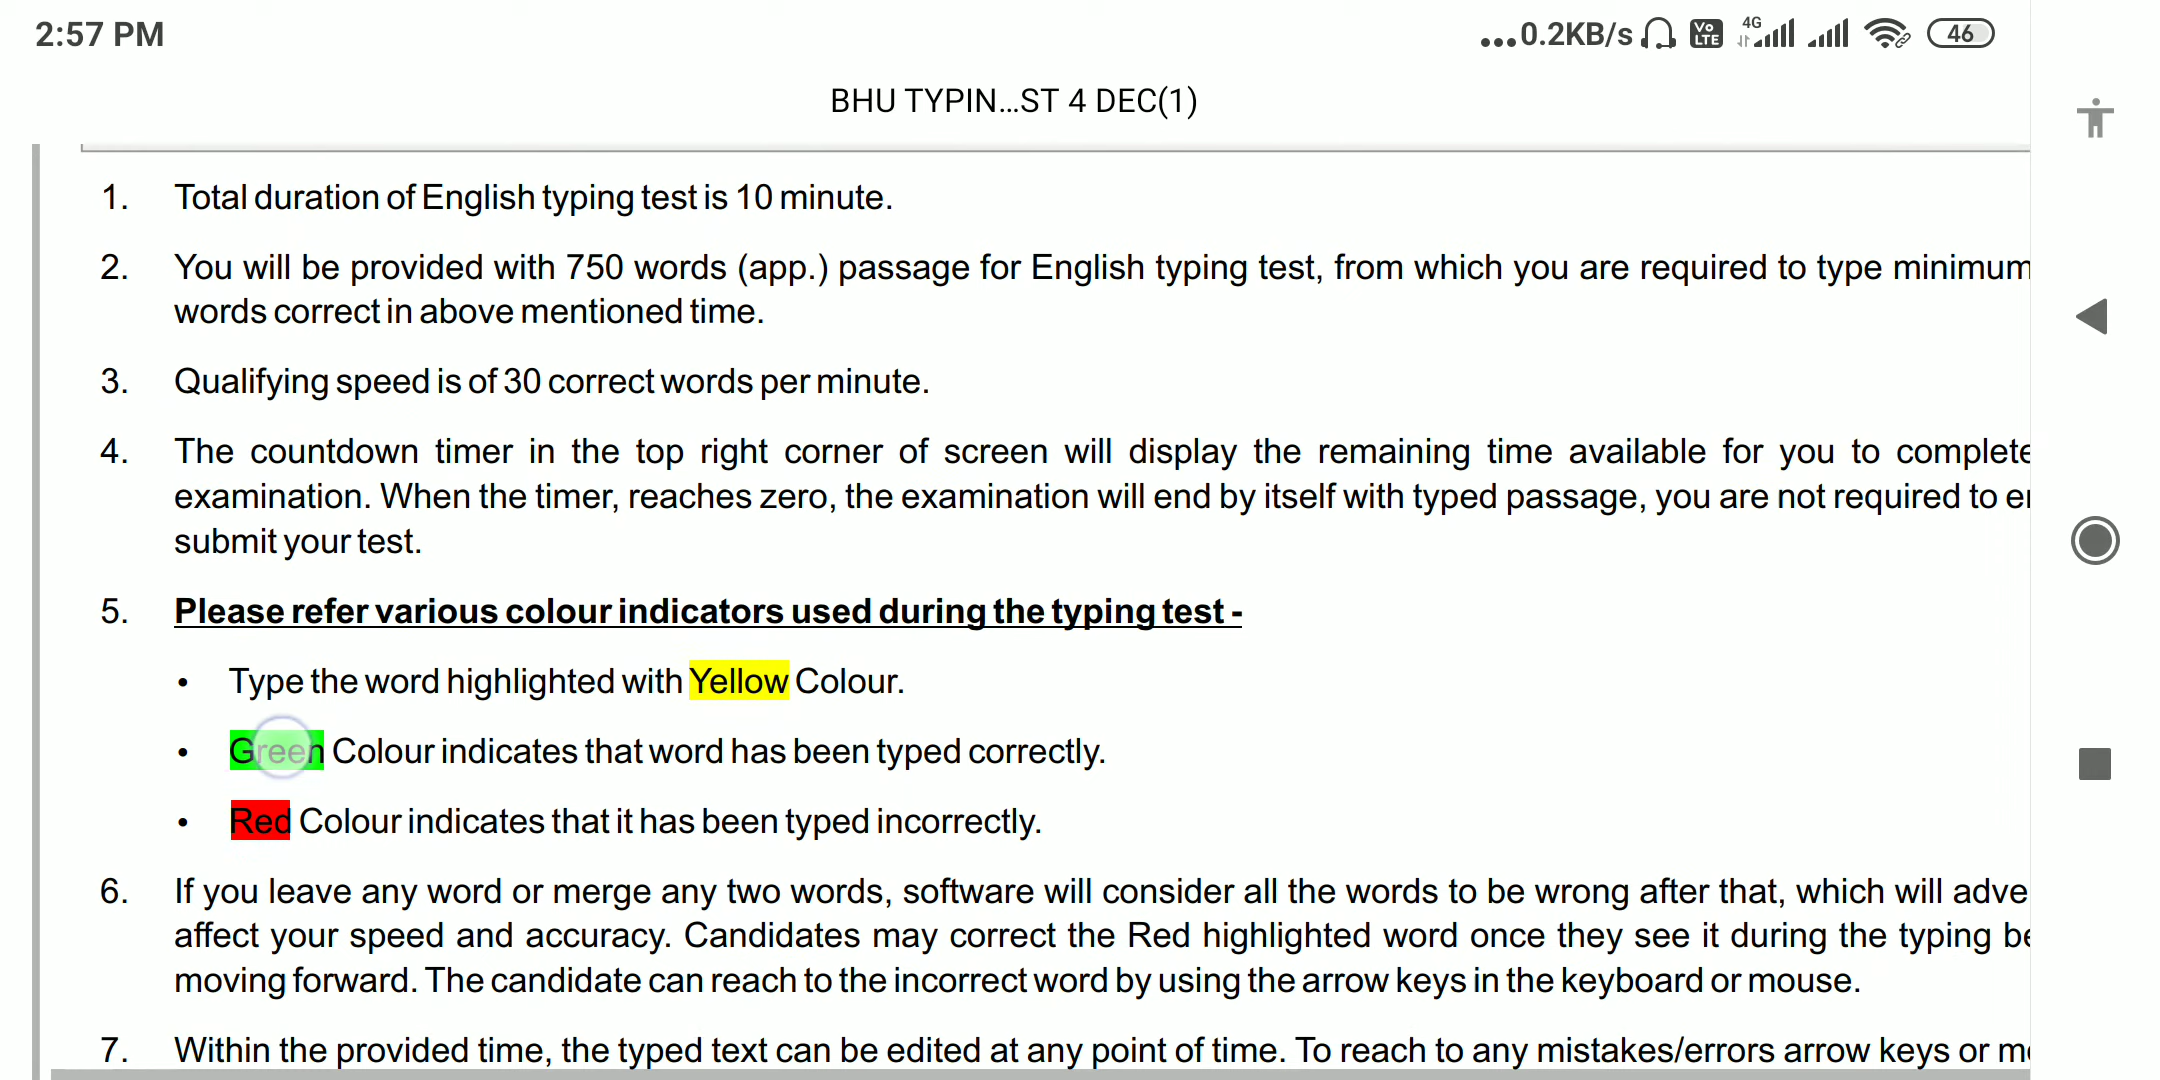 2:57 PM
...0.2KB/s Vo LTE 4G 46
BHU TYPIN...ST 4 DEC(1)
1. Total duration of English typing test is 10 minute.
2. You will be provided with 750 words (app.) passage for English typing test, from which you are required to type minimum
words correct in above mentioned time.
3. Qualifying speed is of 30 correct words per minute.
4. The countdown timer in the top right corner of screen will display the remaining time available for you to complete
examination. When the timer, reaches zero, the examination will end by itself with typed passage, you are not required to
submit your test.
5. Please refer various colour indicators used during the typing test -
• Type the word highlighted with Yellow Colour.
• Green Colour indicates that word has been typed correctly.
• Red Colour indicates that it has been typed incorrectly.
6. If you leave any word or merge any two words, software will consider all the words to be wrong after that, which will adve
affect your speed and accuracy. Candidates may correct the Red highlighted word once they see it during the typing
moving forward. The candidate can reach to the incorrect word by using the arrow keys in the keyboard or mouse.
7. Within the provided time, the typed text can be edited at any point of time. To reach to any mistakes/errors arrow keys or